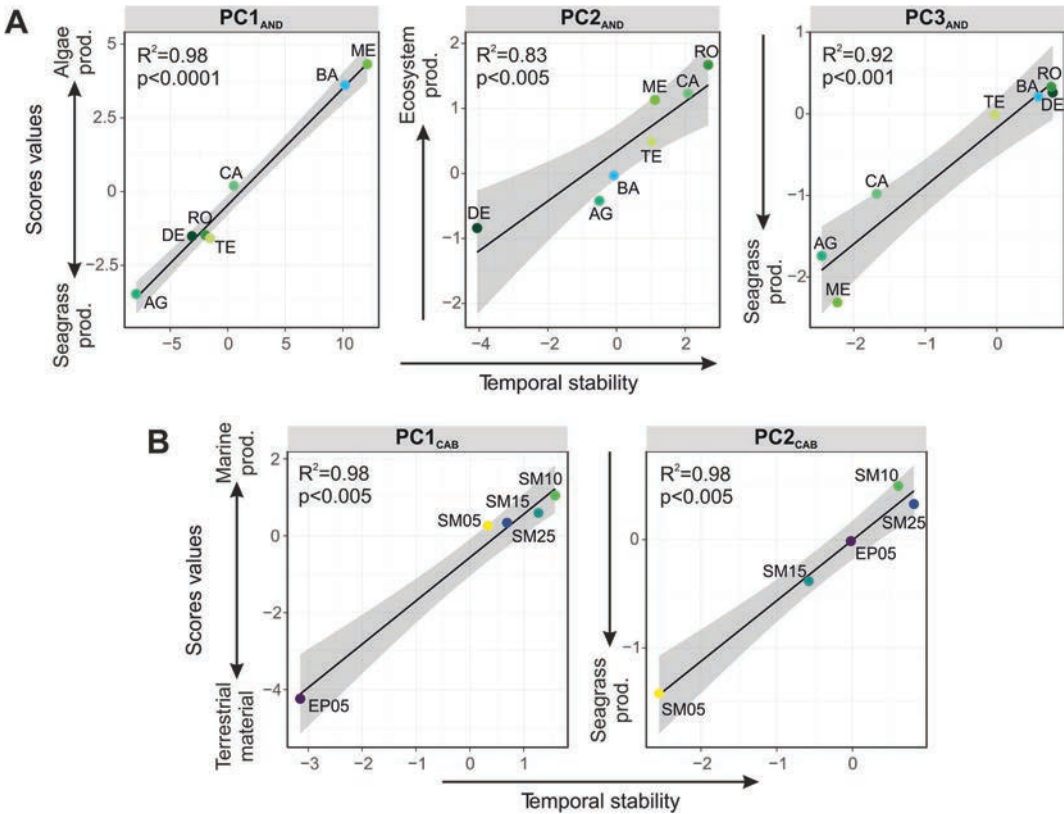 A
PC1AND
R²=0.98
p<0.0001
ME
BA
CA
RO
DE
TE
AG
5
2.5
0
−2.5
−5
0
5
10
Scores values
Algae
prod.
Seagrass
prod.
PC2AND
R²=0.83
p<0.005
RO
CA
ME
TE
BA
AG
DE
2
1
0
−1
−2
−4
−2
0
2
Ecosystem
prod.
PC3AND
R²=0.92
p<0.001
RO
BA
DE
TE
CA
AG
ME
1
0
−1
−2
−2
−1
0
Seagrass
prod.
Temporal stability
B
PC1CAB
R²=0.98
p<0.005
SM10
SM15
SM05
SM25
EP05
2
0
−2
−4
−3
−2
−1
0
1
Scores values
Marine
prod.
Terrestrial
material
PC2CAB
R²=0.98
p<0.005
SM10
SM25
EP05
SM15
SM05
0
−1
−2
−1
0
Seagrass
prod.
Temporal stability